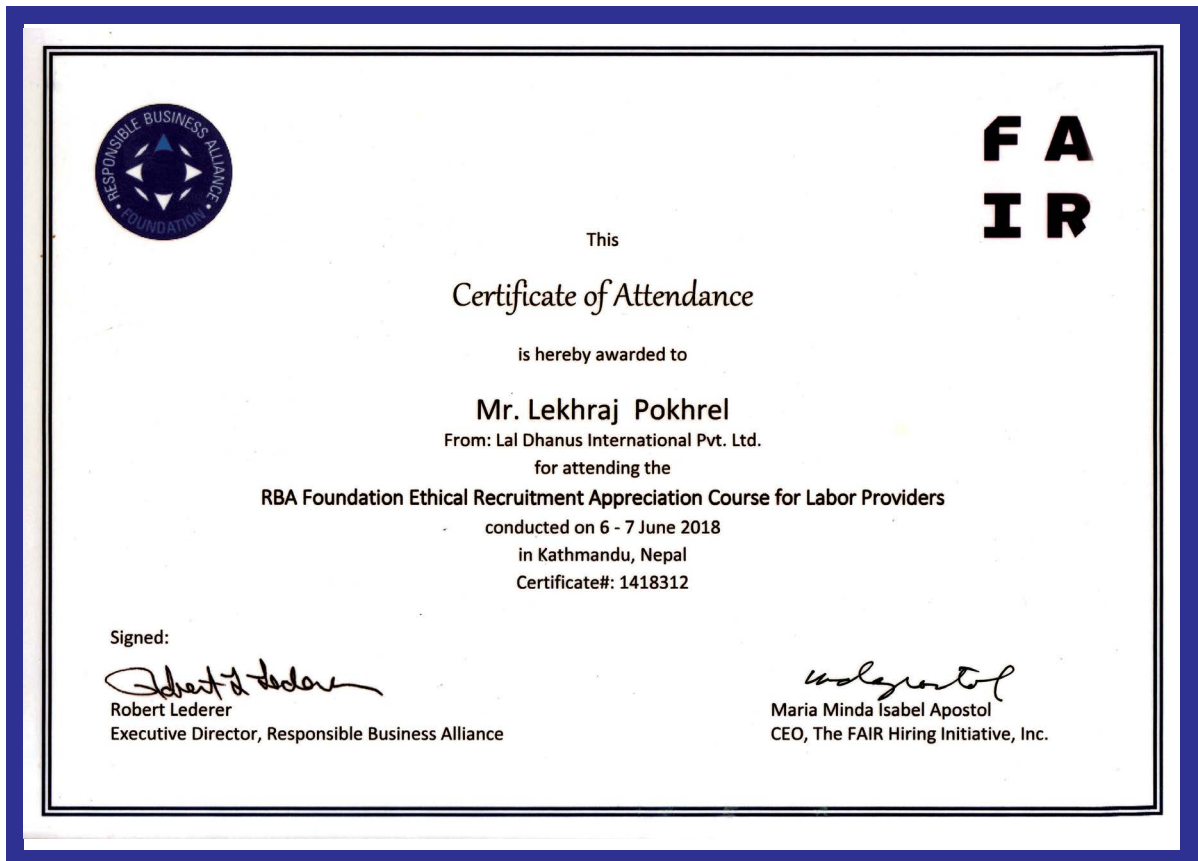 RESPONSIBLE BUSINESS ALLIANCE
FOUNDATION
F A
I R
This
Certificate of Attendance
is hereby awarded to
Mr. Lekhraj Pokhrel
From: Lal Dhanus International Pvt. Ltd.
for attending the
RBA Foundation Ethical Recruitment Appreciation Course for Labor Providers
conducted on 6 - 7 June 2018
in Kathmandu, Nepal
Certificate#: 1418312
Signed:
Robert L Lederer
Robert Lederer
Executive Director, Responsible Business Alliance
Maria Minda Isabel Apostol
CEO, The FAIR Hiring Initiative, Inc.